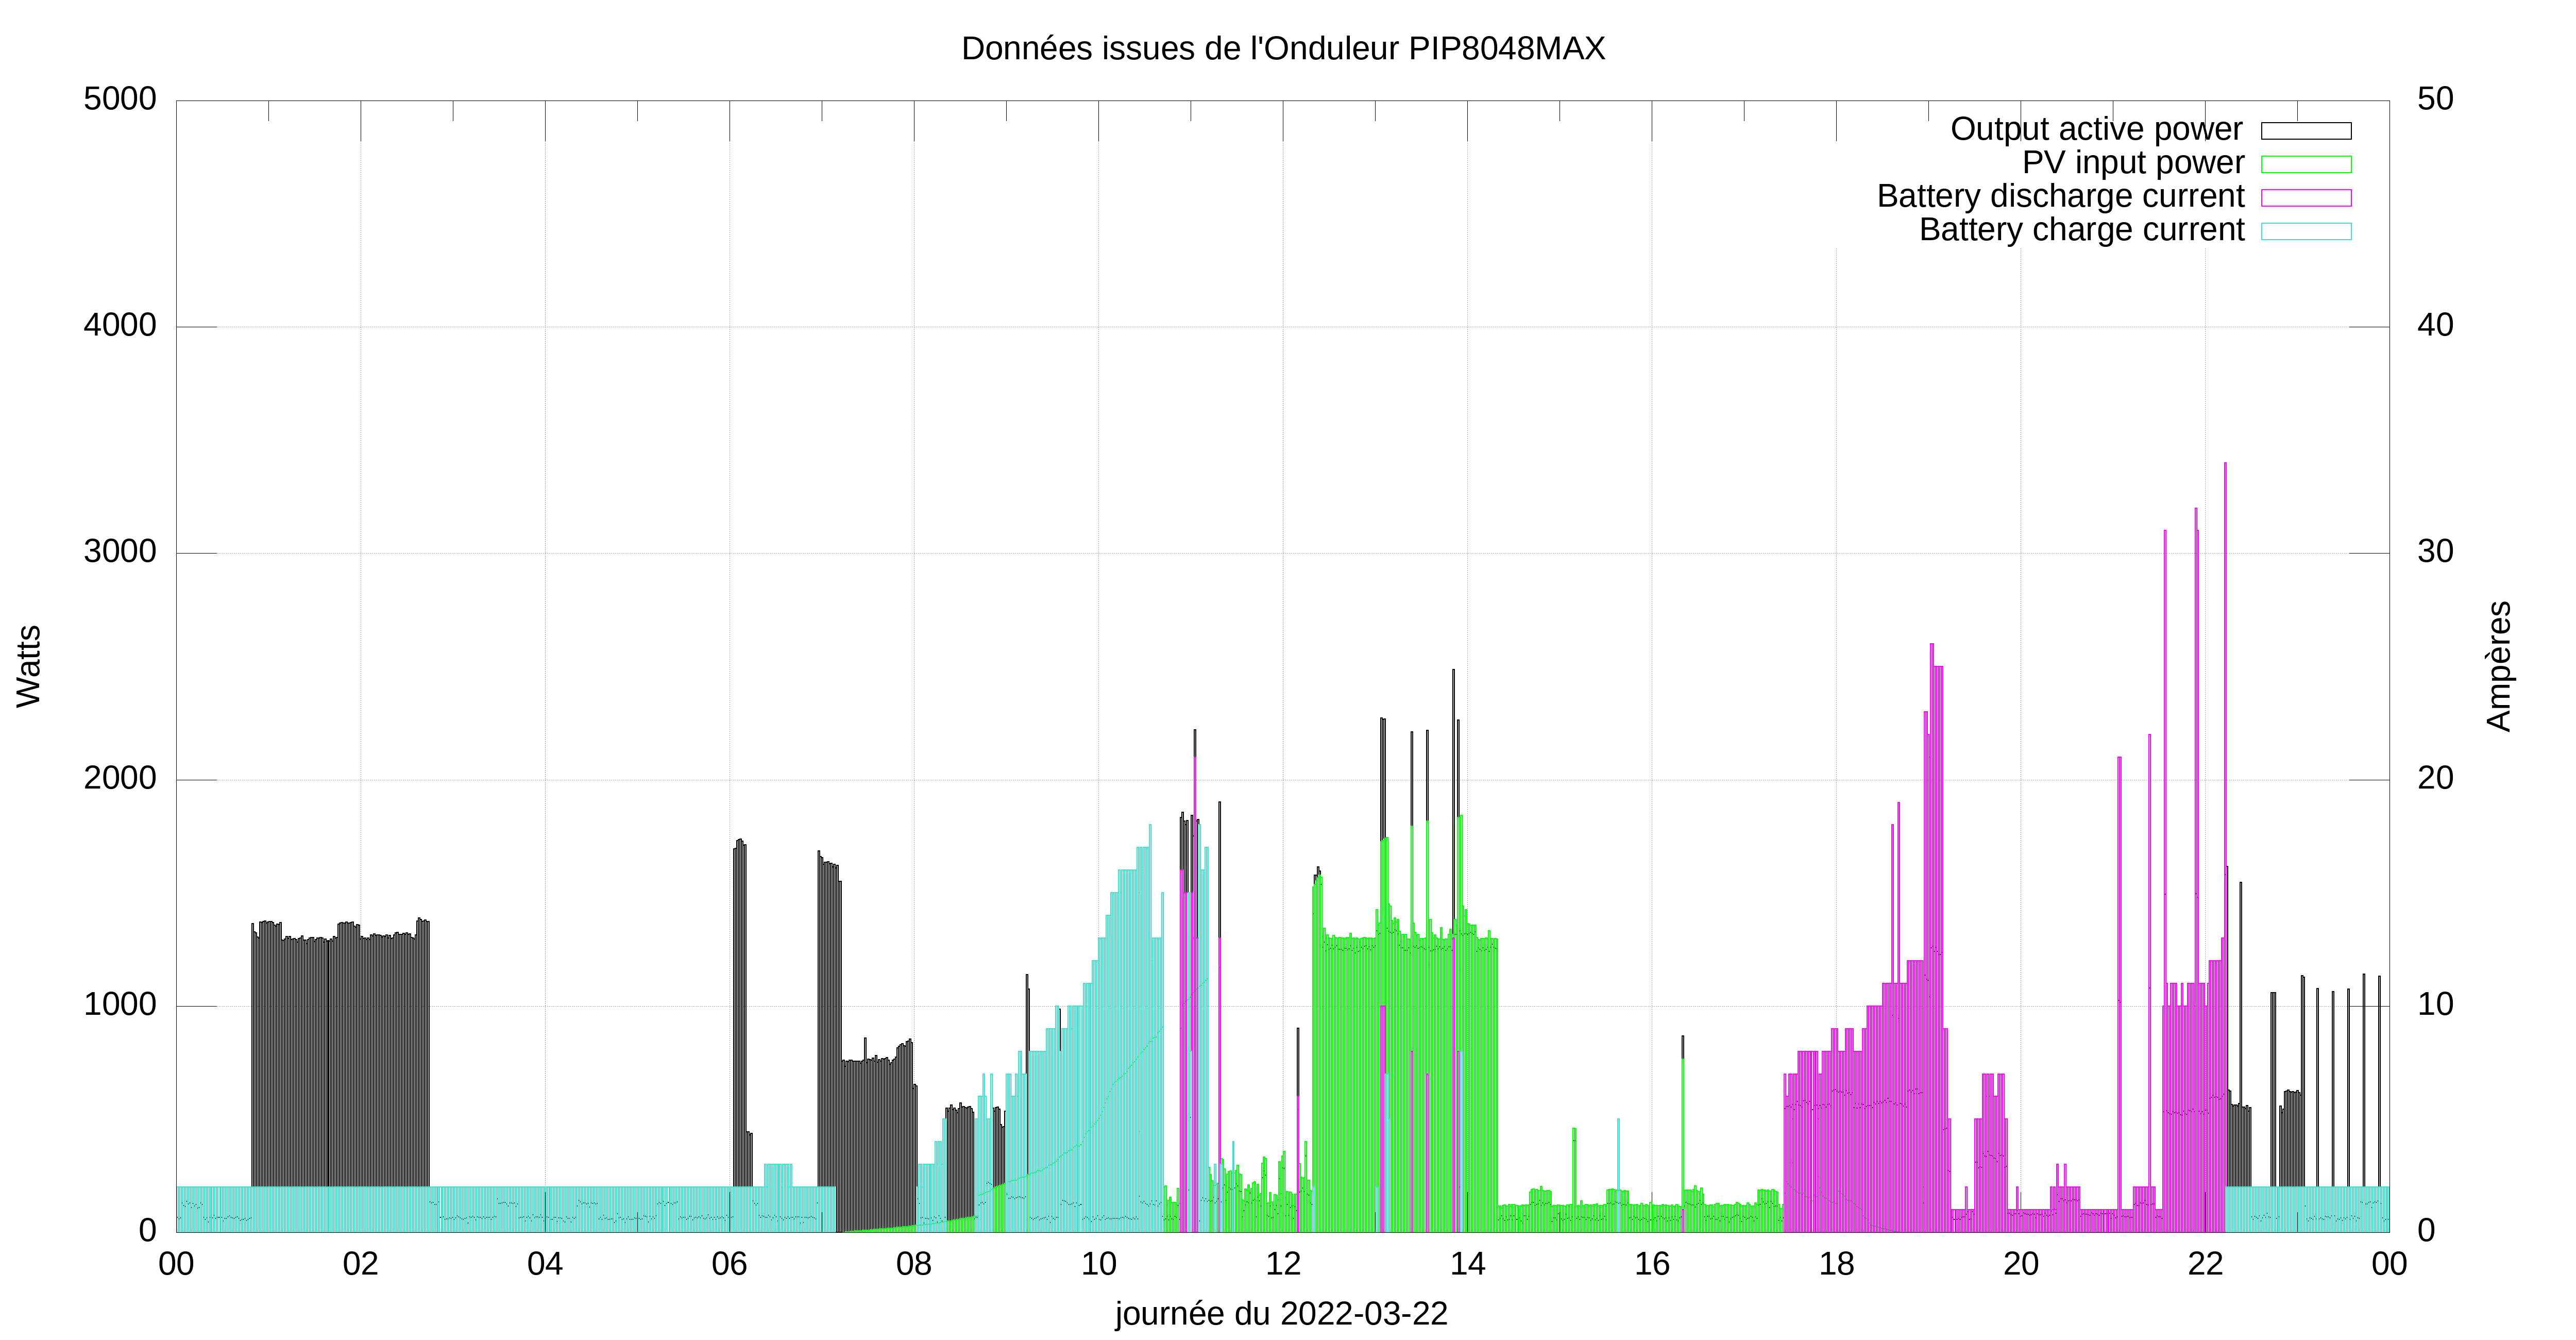 Données issues de l'Onduleur PIP8048MAX
5000
50
Output active power
PV input power
Battery discharge current
Battery charge current
4000
40
3000
30
Watts
Ampères
2000
20
1000
10
0
0
00 02 04 06 08 10 12 14 16 18 20 22 00
journée du 2022-03-22